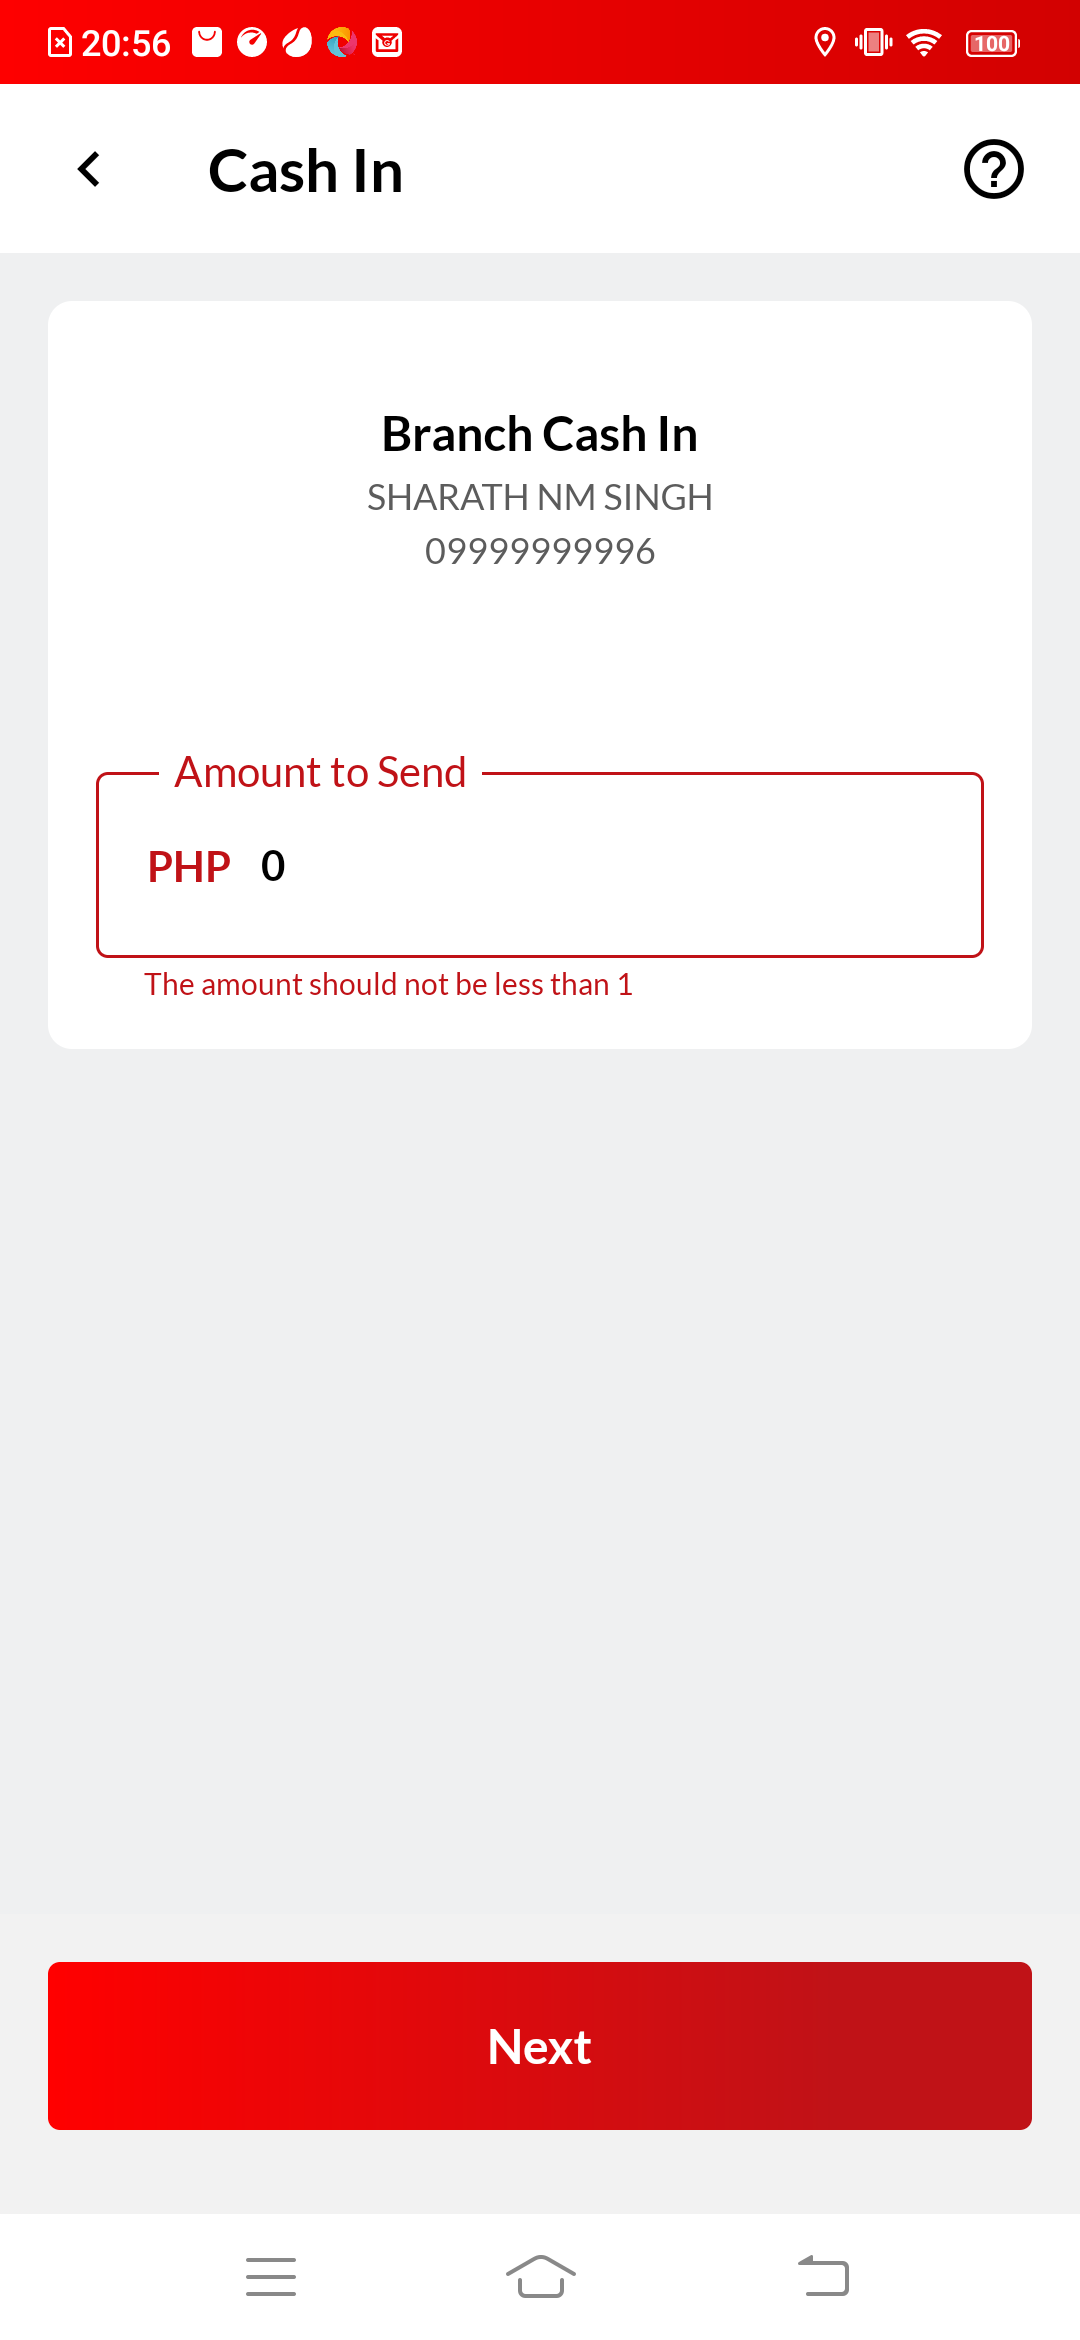 20:56
100
Cash In
Branch Cash In
SHARATH NM SINGH
09999999996
Amount to Send
PHP 0
The amount should not be less than 1
Next